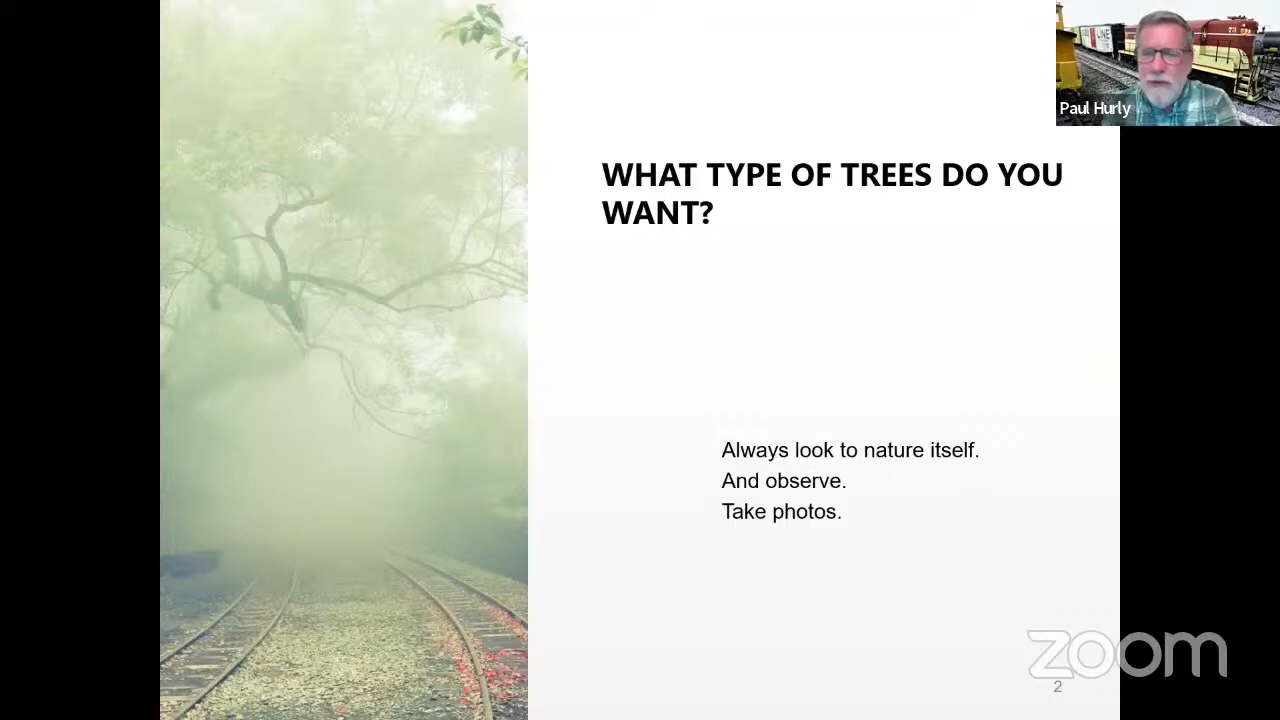 Paul Hurly
WHAT TYPE OF TREES DO YOU
WANT?
Always look to nature itself.
And observe.
Take photos.
zoom
2